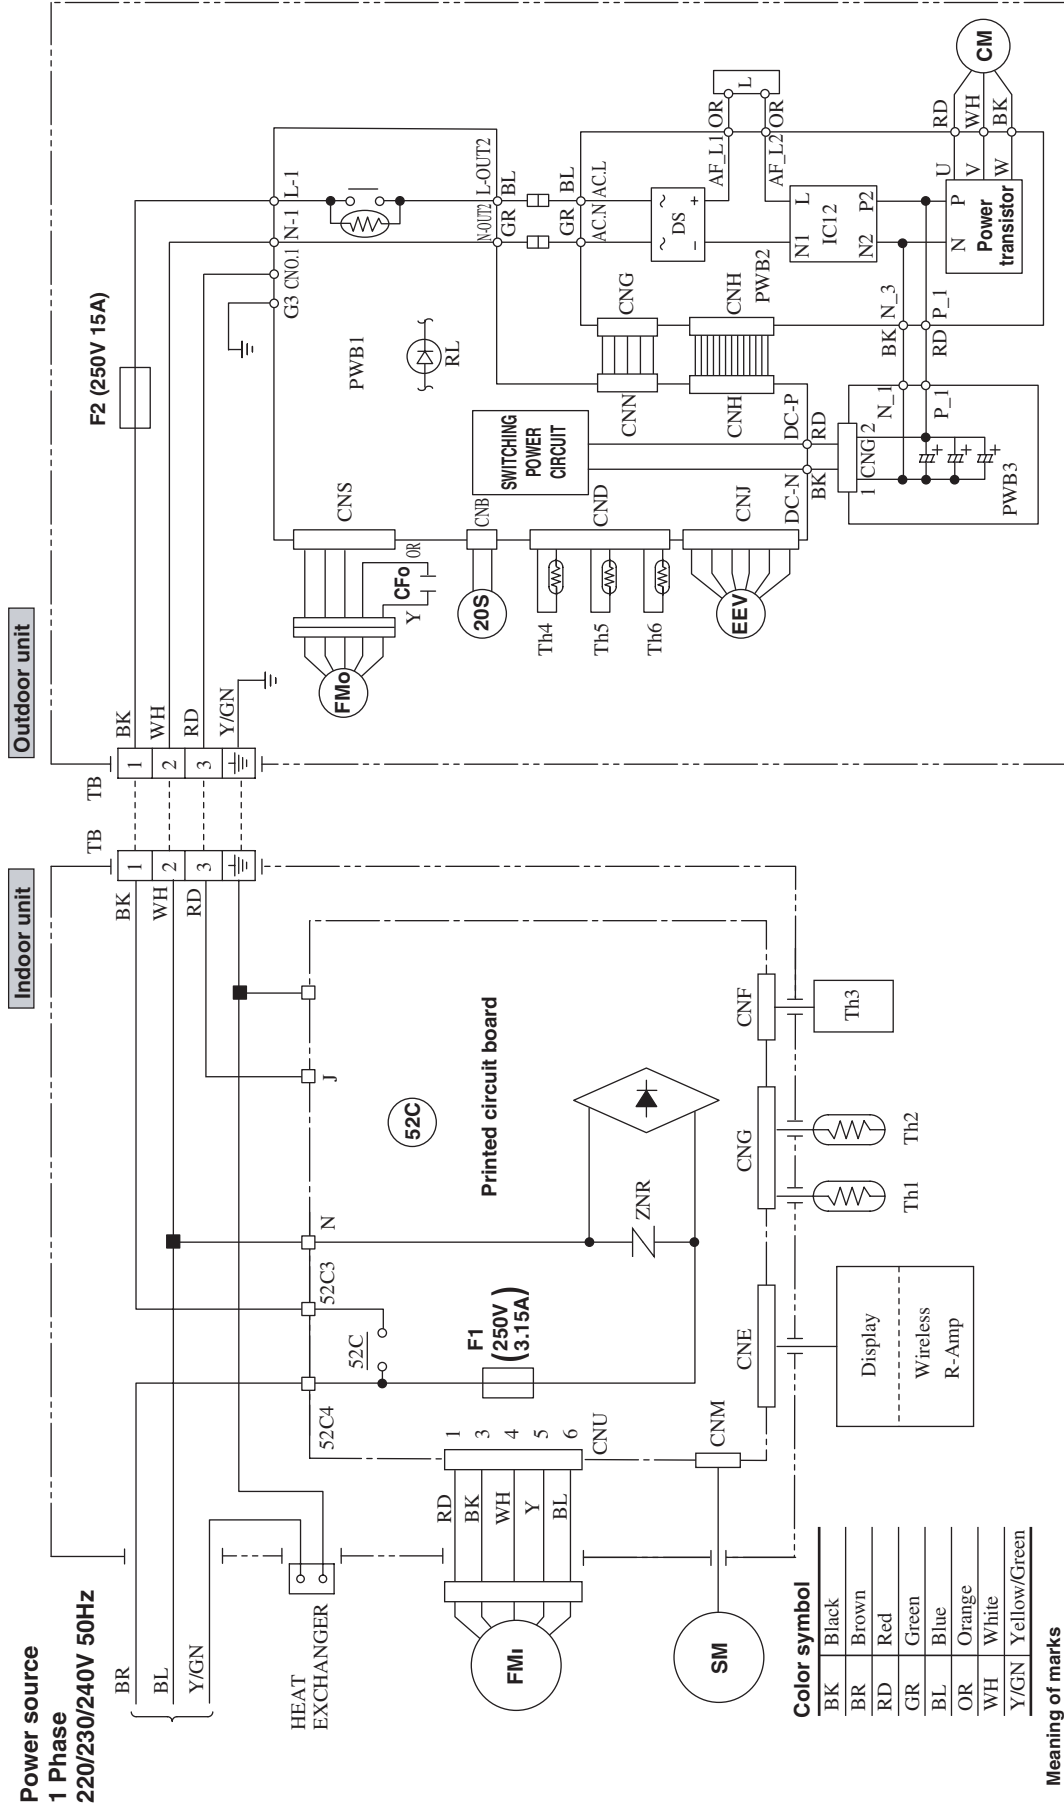 Power source
1 Phase
220/230/240V 50Hz
Indoor unit
Outdoor unit
BR
BL
Y/GN
HEAT
EXCHANGER
BK
WH
RD
TB
1
2
3
TB
1
2
3
BK
WH
RD
Y/GN
F2 (250V 15A)
52C4
52C3
N
J
52C
52C
F1
(250V
3.15A)
Printed circuit board
ZNR
FMI
RD
BK
WH
Y
BL
1
3
4
5
6
CNU
SM
CNM
CNE
CNG
CNF
Display
Wireless
R-Amp
Th1
Th2
Th3
G3
CNO.1
N-1
L-1
PWB1
RL
FMo
CNS
CFo
Y
OR
20S
CNB
Th4
Th5
Th6
CND
EEV
CNJ
SWITCHING
POWER
CIRCUIT
DC-N
DC-P
BK
RD
N-OUT2
L-OUT2
GR
BL
GR
BL
AC.N
AC.L
CNN
CNG
CNH
CNH
PWB2
DS
~
~
-
+
AF_L1
OR
AF_L2
OR
L
N1
L
IC12
N2
P2
N
P
Power
transistor
U
V
W
RD
WH
BK
CM
BK
N_3
RD
P_1
N_1
P_1
1
CNG
2
+
+
+
PWB3
Color symbol
BK Black
BR Brown
RD Red
GR Green
BL Blue
OR Orange
WH White
Y/GN Yellow/Green
Meaning of marks